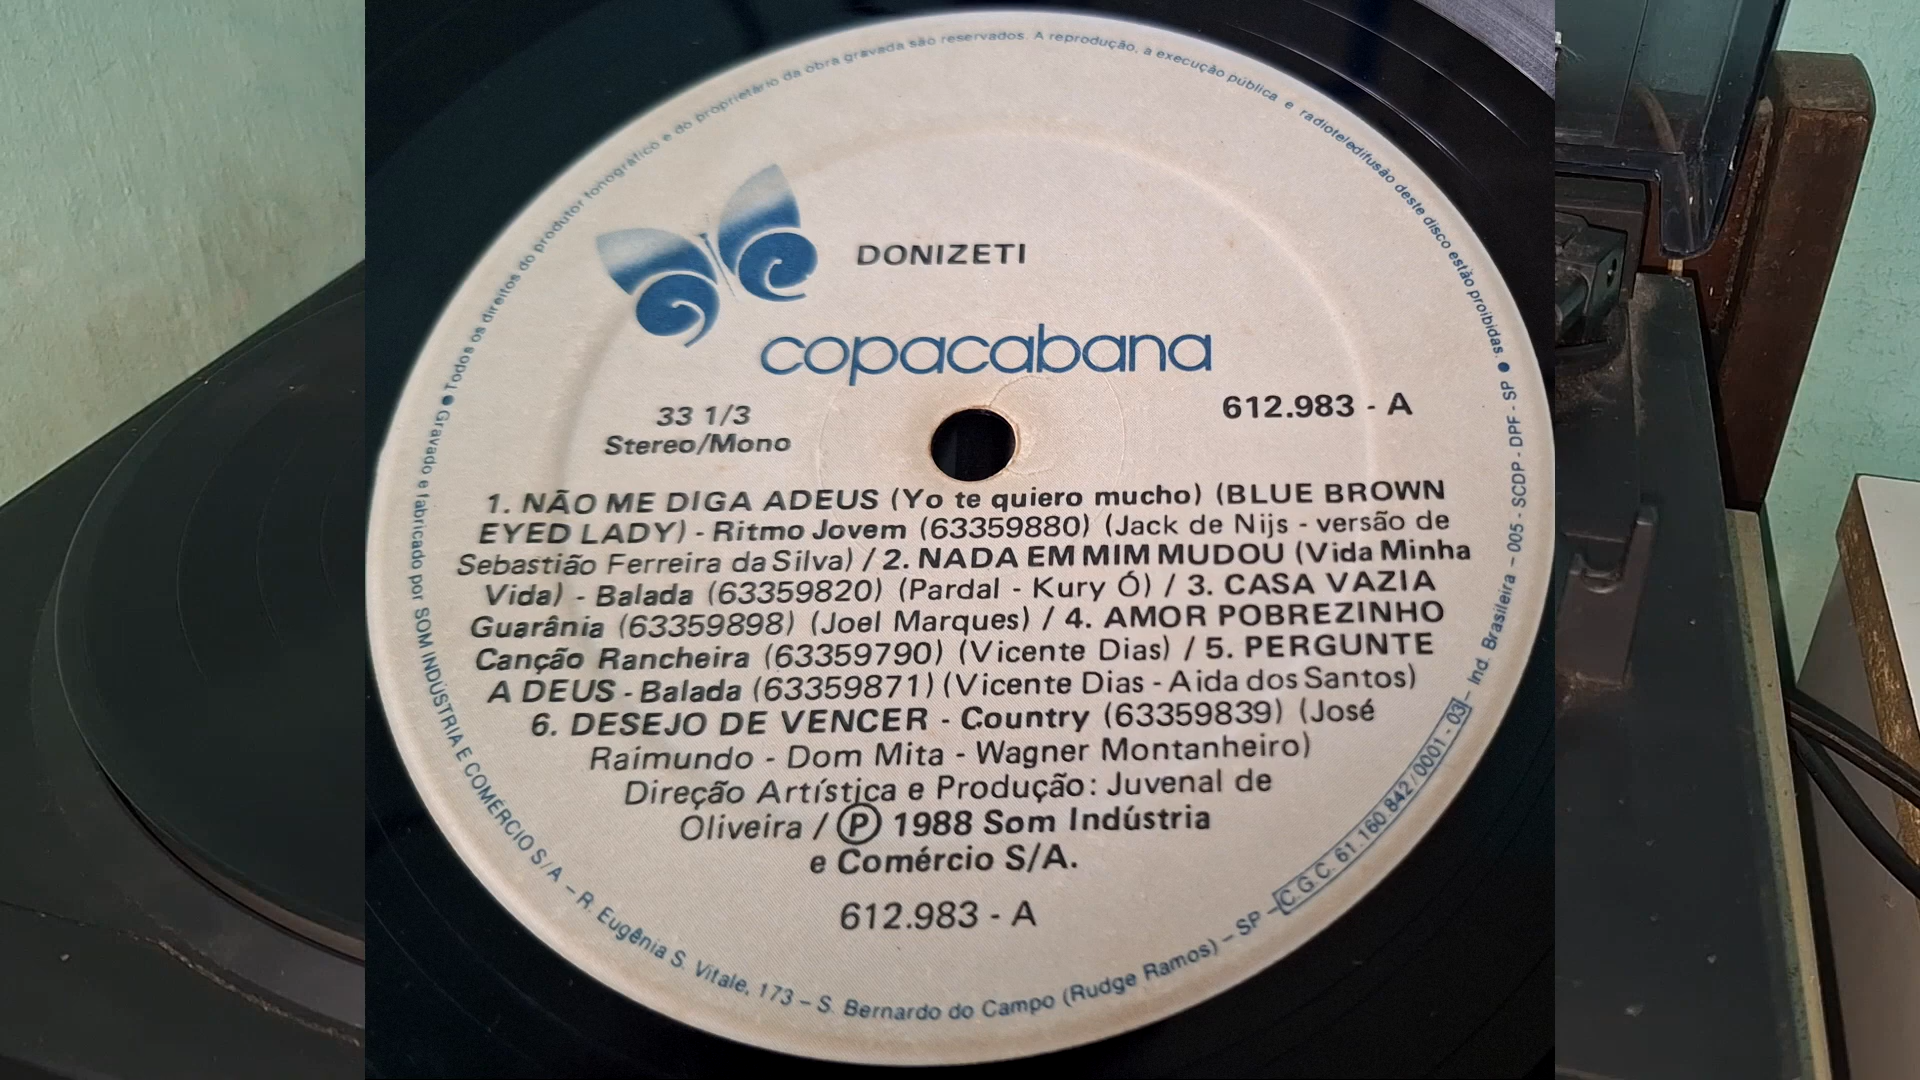 DONIZETI
copacabana
33 1/3
Stereo/Mono
612.983 - A
1. NÃO ME DIGA ADEUS (Yo te quiero mucho) (BLUE BROWN
EYED LADY) - Ritmo Jovem (63359880) (Jack de Nijs - versão de
Sebastião Ferreira da Silva) / 2. NADA EM MIM MUDOU (Vida Minha
Vida) - Balada (63359820) (Pardal - Kury Ó) / 3. CASA VAZIA
Guarânia (63359898) (Joel Marques) / 4. AMOR POBREZINHO
Canção Rancheira (63359790) (Vicente Dias) / 5. PERGUNTE
A DEUS - Balada (63359871) (Vicente Dias - Aida dos Santos)
6. DESEJO DE VENCER - Country (63359839) (José
Raimundo - Dom Mita - Wagner Montanheiro)
Direção Artística e Produção: Juvenal de
Oliveira / Ⓟ 1988 Som Indústria
e Comércio S/A.
612.983 - A
● Todos os direitos do produtor fonográfico e do proprietário da obra gravada são reservados. A reprodução, a execução pública e radioteledifusão deste disco estão proibidas. ●
Gravado e fabricado por SOM INDÚSTRIA E COMÉRCIO S/A – R. Eugênia S. Vitale, 173 – S. Bernardo do Campo (Rudge Ramos) – SP – C.G.C. 61.160.842/0001-03 – Ind. Brasileira – 005 - SCDP - DPF - SP